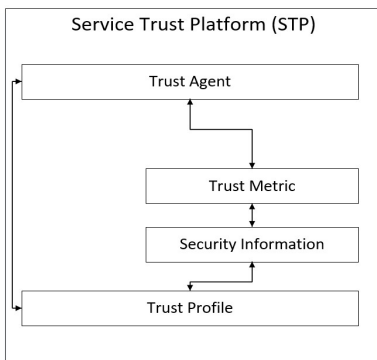 Service Trust Platform (STP)
Trust Agent
Trust Metric
Security Information
Trust Profile